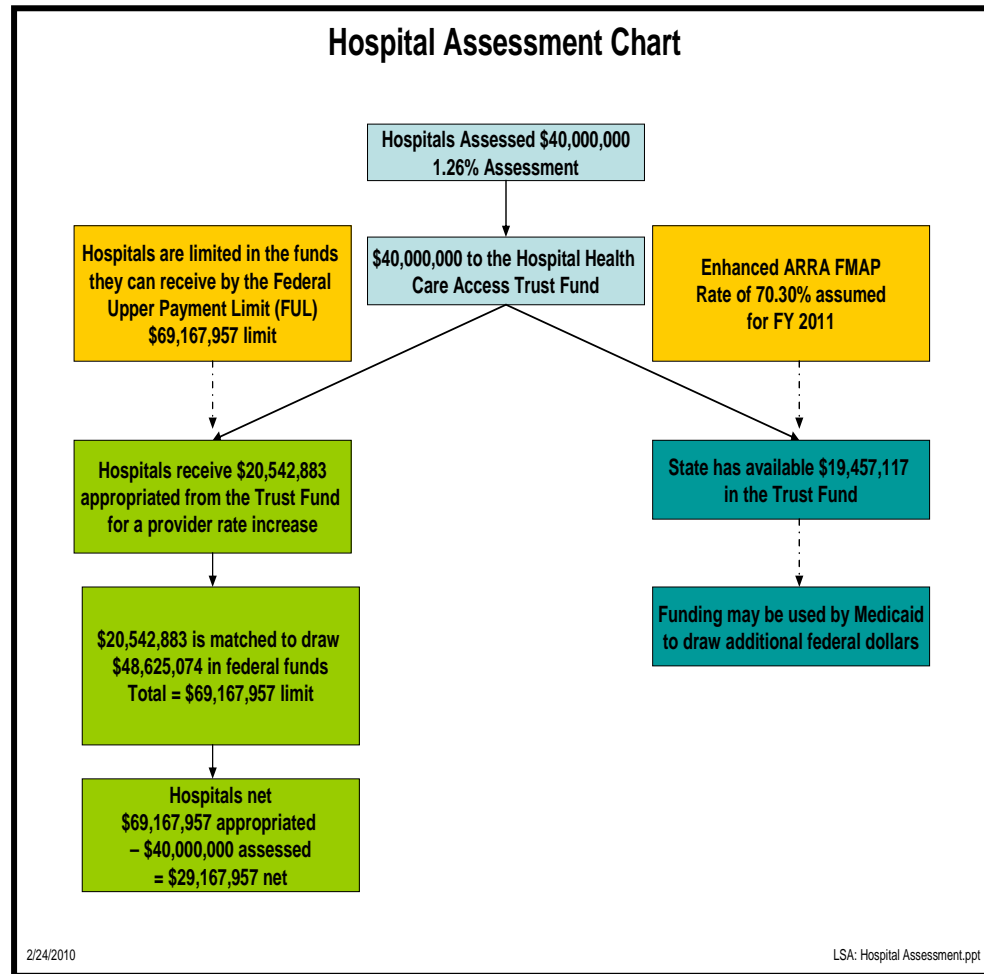 Hospital Assessment Chart
Hospitals Assessed $40,000,000
1.26% Assessment
Hospitals are limited in the funds
they can receive by the Federal
Upper Payment Limit (FUL)
$69,167,957 limit
$40,000,000 to the Hospital Health
Care Access Trust Fund
Enhanced ARRA FMAP
Rate of 70.30% assumed
for FY 2011
Hospitals receive $20,542,883
appropriated from the Trust Fund
for a provider rate increase
State has available $19,457,117
in the Trust Fund
$20,542,883 is matched to draw
$48,625,074 in federal funds
Total = $69,167,957 limit
Funding may be used by Medicaid
to draw additional federal dollars
Hospitals net
$69,167,957 appropriated
– $40,000,000 assessed
= $29,167,957 net
2/24/2010
LSA: Hospital Assessment.ppt